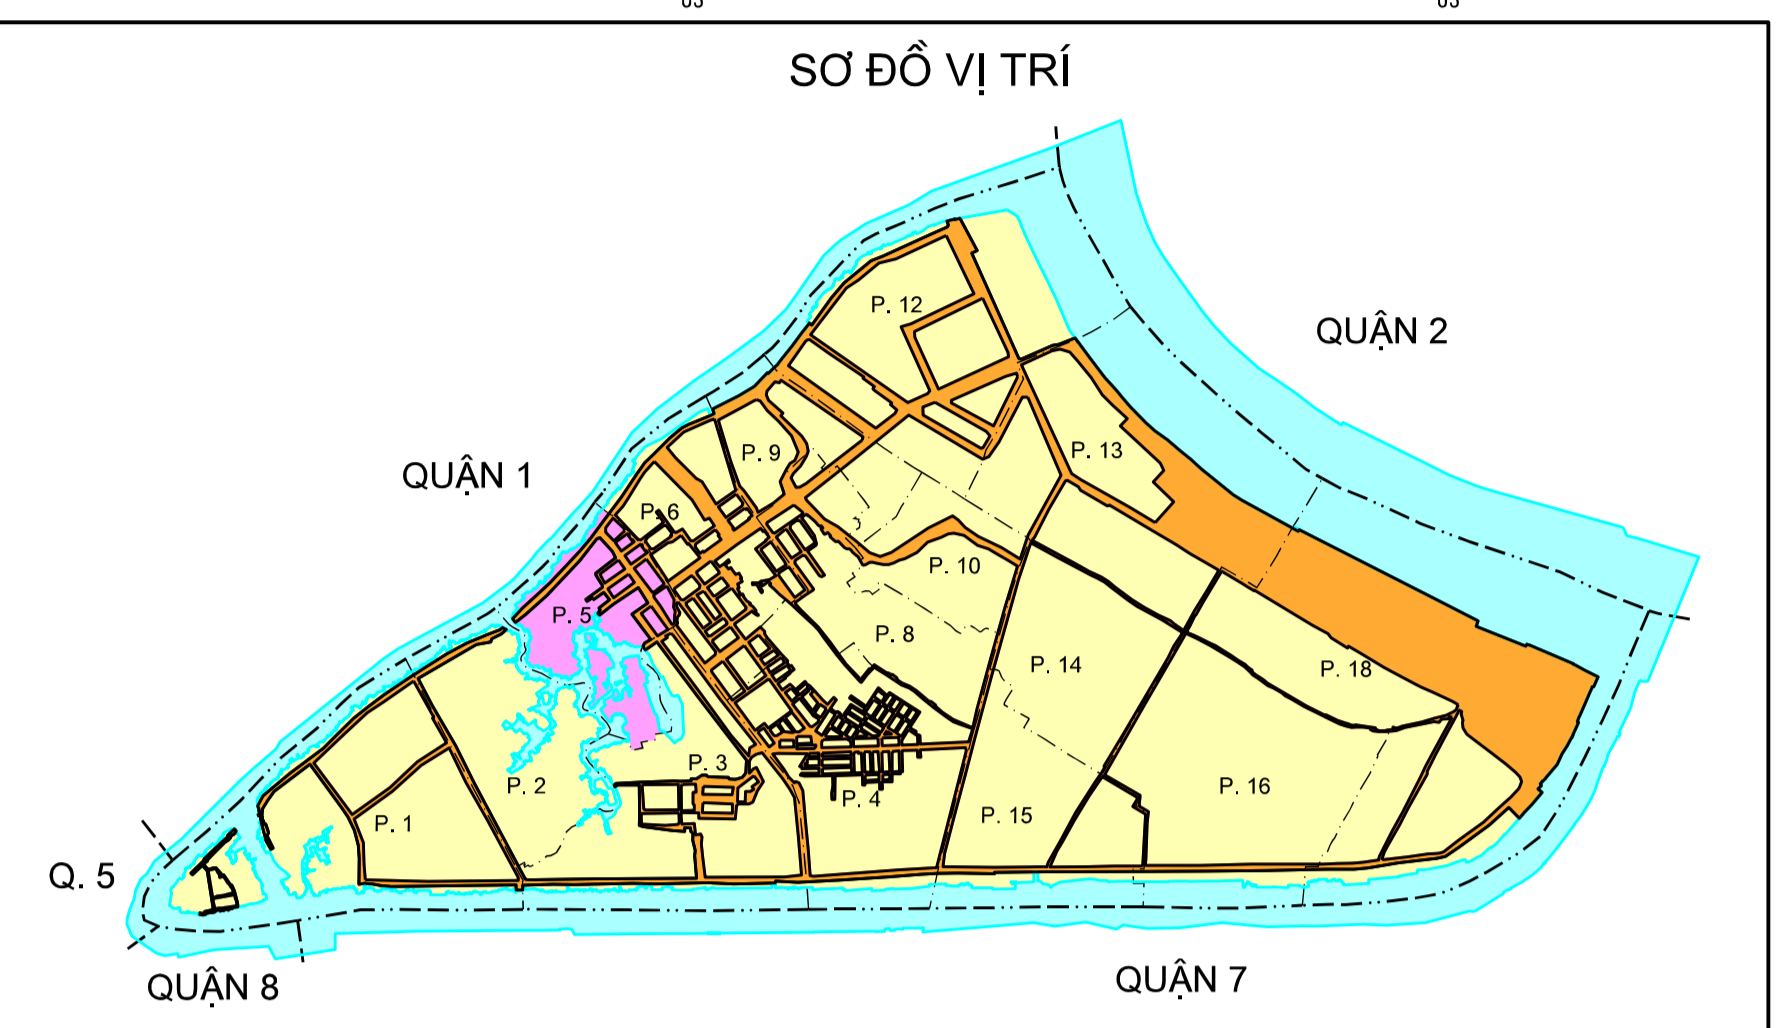 SƠ ĐỒ VỊ TRÍ
P. 12
QUẬN 2
P. 9
P. 13
QUẬN 1
P. 6
P. 10
P. 5
P. 8
P. 14
P. 18
P. 3
P. 2
P. 4
P. 16
P. 1
P. 15
Q. 5
QUẬN 8
QUẬN 7